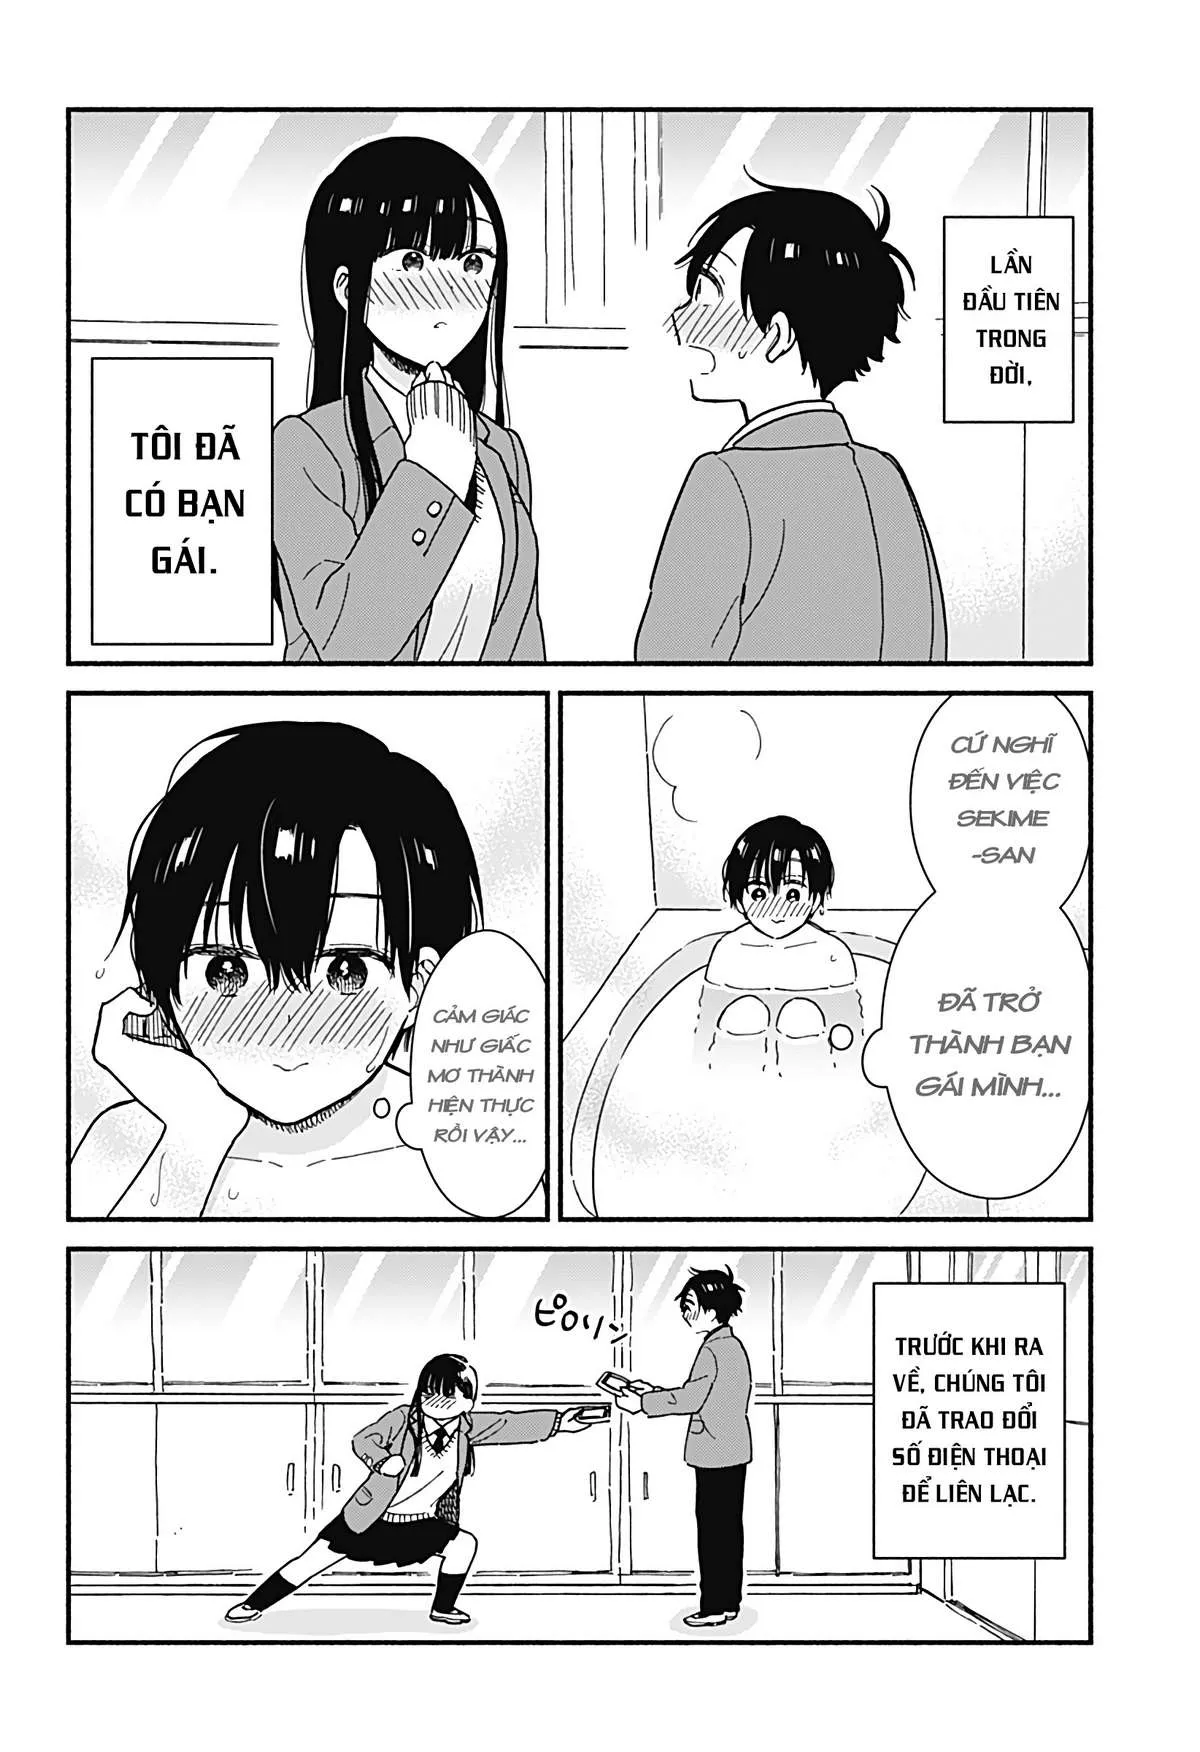 LẦN
ĐẦU TIÊN
TRONG
ĐỜI,
TÔI ĐÃ
CÓ BẠN
GÁI.
CỨ NGHĨ
ĐẾN VIỆC
SEKIME
-SAN
ĐÃ TRỞ
THÀNH BẠN
GÁI MÌNH...
CẢM GIÁC
NHƯ GIẤC
MƠ THÀNH
HIỆN THỰC
RỒI VẬY...
TRƯỚC KHI RA
VỀ, CHÚNG TÔI
ĐÃ TRAO ĐỔI
SỐ ĐIỆN THOẠI
ĐỂ LIÊN LẠC.
ピロリン